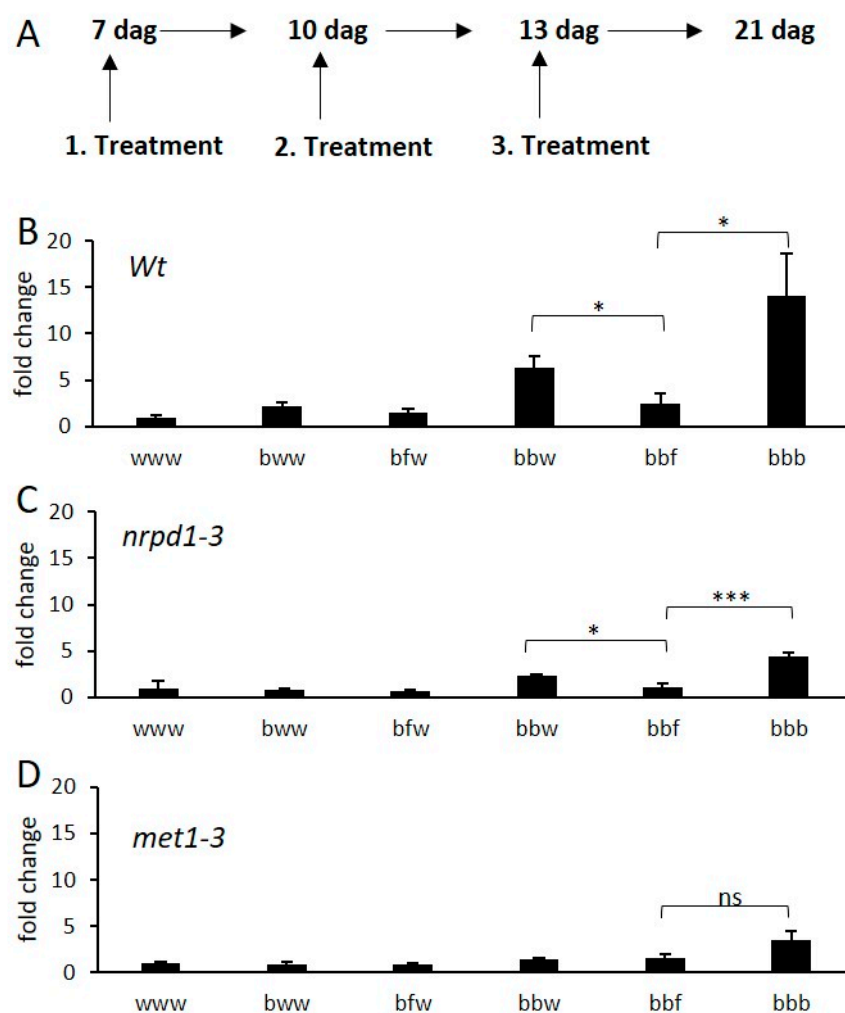 A
7 dag 10 dag 13 dag 21 dag
1. Treatment 2. Treatment 3. Treatment
B
Wt
fold change
20
15
10
5
0
*
*
www bww bfw bbw bbf bbb
C
nrpd1-3
fold change
20
15
10
5
0
*
***
www bww bfw bbw bbf bbb
D
met1-3
fold change
20
15
10
5
0
ns
www bww bfw bbw bbf bbb